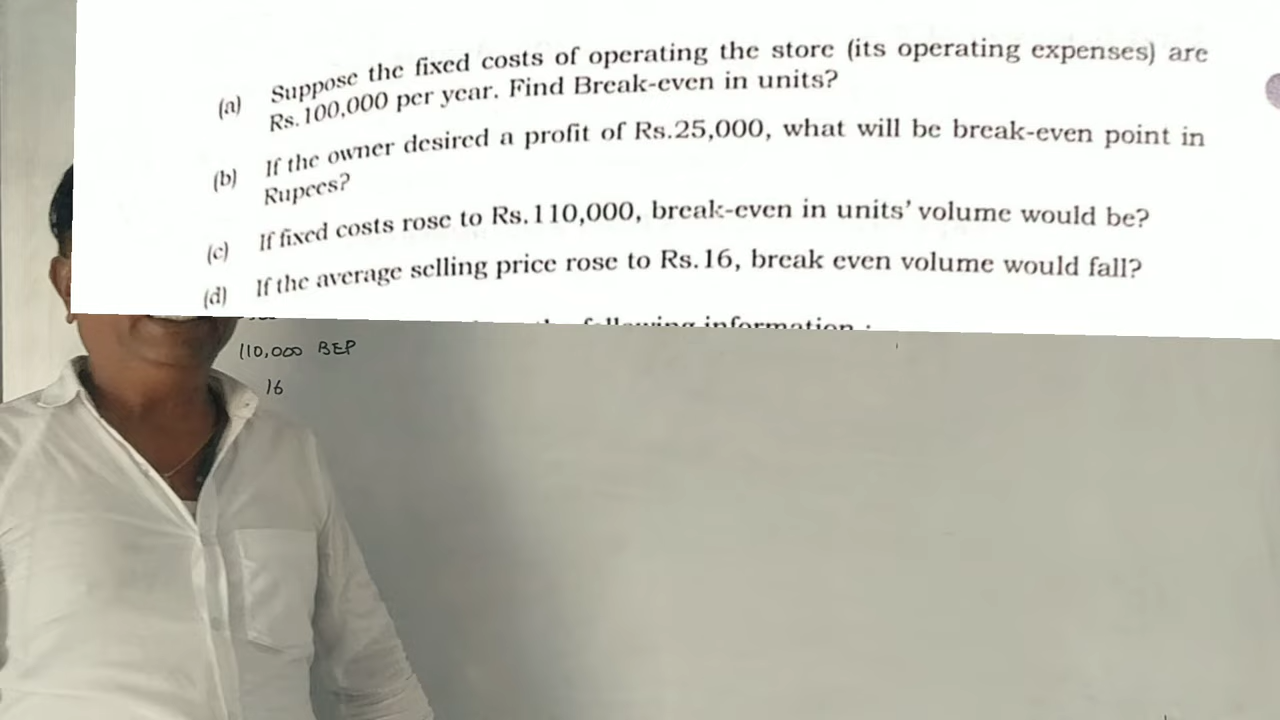 (a) Suppose the fixed costs of operating the store (its operating expenses) are
Rs.100,000 per year. Find Break-even in units?
(b) If the owner desired a profit of Rs.25,000, what will be break-even point in
Rupees?
(c) If fixed costs rose to Rs.110,000, break-even in units' volume would be?
(d) If the average selling price rose to Rs.16, break even volume would fall?
following information :
110,000 BEP
16